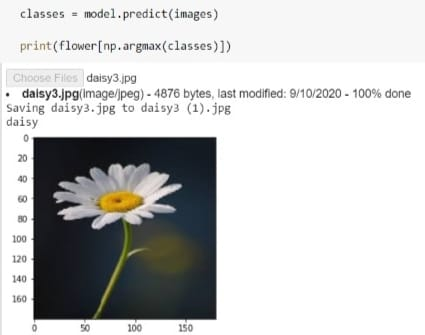 classes = model.predict(images)
print(flower[np.argmax(classes)])
Choose Files daisy3.jpg
• daisy3.jpg(image/jpeg) - 4876 bytes, last modified: 9/10/2020 - 100% done
Saving daisy3.jpg to daisy3 (1).jpg
daisy
0
20
40
60
80
100
120
140
160
0 50 100 150